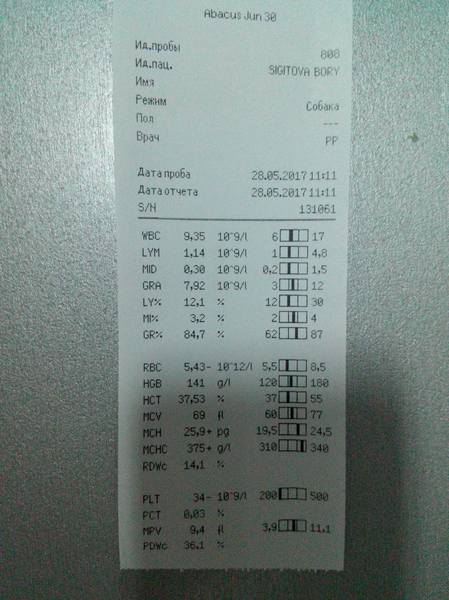 Abacus Jun 30
Ид.пробы 808
Ид.пац. SIGITOVA BORY
Имя
Режим Собака
Пол ---
Врач PP
Дата проба 28.05.2017 11:11
Дата отчета 28.05.2017 11:11
S/N 131061
WBC 9,35 10^9/l 6 17
LYM 1,14 10^9/l 1 4,8
MID 0,30 10^9/l 0,2 1,5
GRA 7,92 10^9/l 3 12
LY% 12,1 % 12 30
MI% 3,2 % 2 4
GR% 84,7 % 62 87
RBC 5,43- 10^12/l 5,5 8,5
HGB 141 g/l 120 180
HCT 37,53 % 37 55
MCV 69 fl 60 77
MCH 25,9+ pg 19,5 24,5
MCHC 375+ g/l 310 340
RDWc 14,1 %
PLT 34- 10^9/l 200 500
PCT 0,03 %
MPV 9,4 fl 3,9 11,1
PDWc 36,1 %